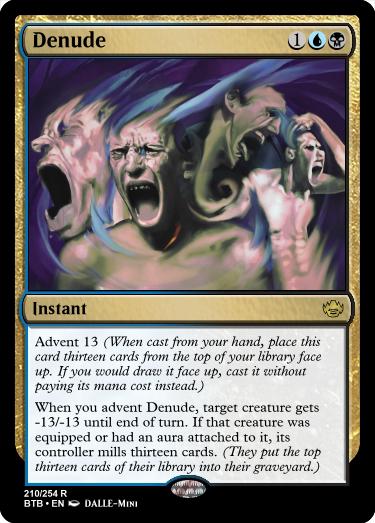 Denude 1
Instant
Advent 13 (When cast from your hand, place this
card thirteen cards from the top of your library face
up. If you would draw it face up, cast it without
paying its mana cost instead.)
When you advent Denude, target creature gets
-13/-13 until end of turn. If that creature was
equipped or had an aura attached to it, its
controller mills thirteen cards. (They put the top
thirteen cards of their library into their graveyard.)
210/254 R
BTB • EN DALLE-Mini